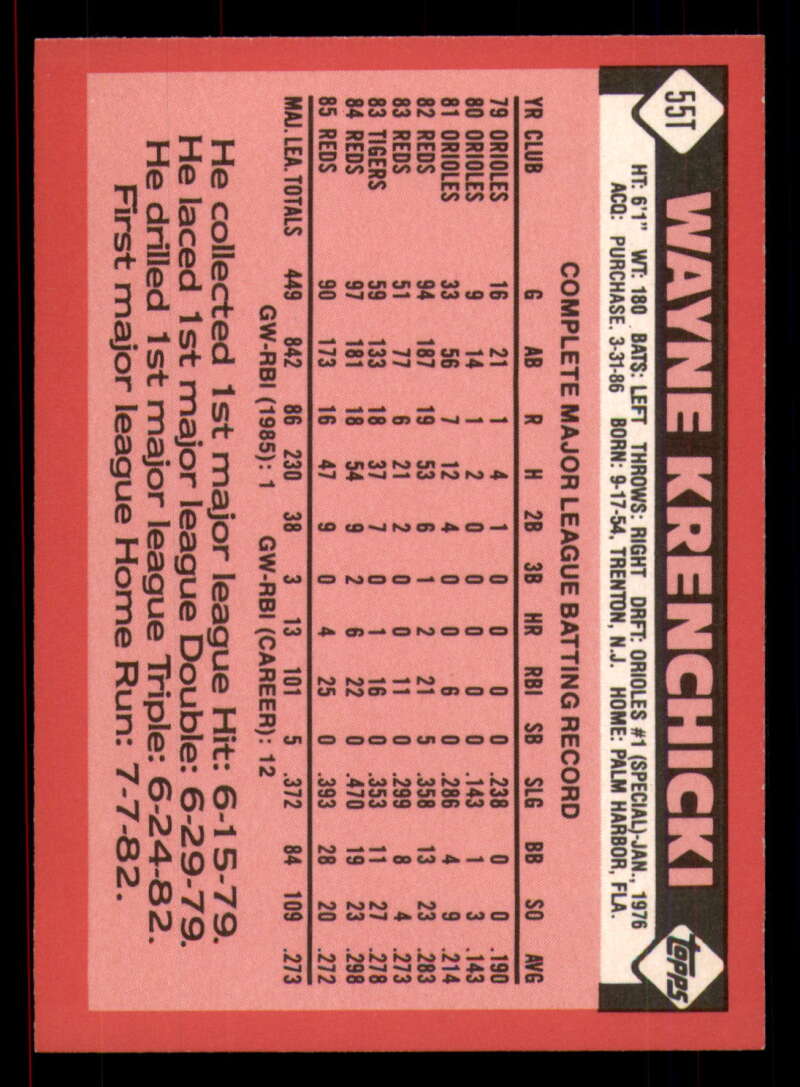 55T
WAYNE KRENCHICKI
topps
HT: 6'1" WT: 180 BATS: LEFT THROWS: RIGHT DRFT: ORIOLES #1 (SPECIAL)-JAN., 1976
ACQ: PURCHASE, 3-31-86 BORN: 9-17-54, TRENTON, N.J. HOME: PALM HARBOR, FLA.
COMPLETE MAJOR LEAGUE BATTING RECORD
YR CLUB G AB R H 2B 3B HR RBI SB SLG BB SO AVG
79 ORIOLES 16 21 1 4 1 0 0 0 0 .238 0 0 .190
80 ORIOLES 9 14 1 2 0 0 0 0 0 .143 1 3 .143
81 ORIOLES 33 56 7 12 4 0 0 6 0 .286 4 9 .214
82 REDS 94 187 19 53 6 1 2 21 5 .358 13 23 .283
83 REDS 51 77 6 21 2 0 0 11 0 .299 8 4 .273
83 TIGERS 59 133 18 37 7 0 1 16 0 .353 11 27 .278
84 REDS 97 181 18 54 9 2 6 22 0 .470 19 23 .298
85 REDS 90 173 16 47 9 0 4 25 0 .393 28 20 .272
MAJ. LEA. TOTALS 449 842 86 230 38 3 13 101 5 .372 84 109 .273
GW-RBI (1985): 1 GW-RBI (CAREER): 12
He collected 1st major league Hit: 6-15-79.
He laced 1st major league Double: 6-29-79.
He drilled 1st major league Triple: 6-24-82.
First major league Home Run: 7-7-82.